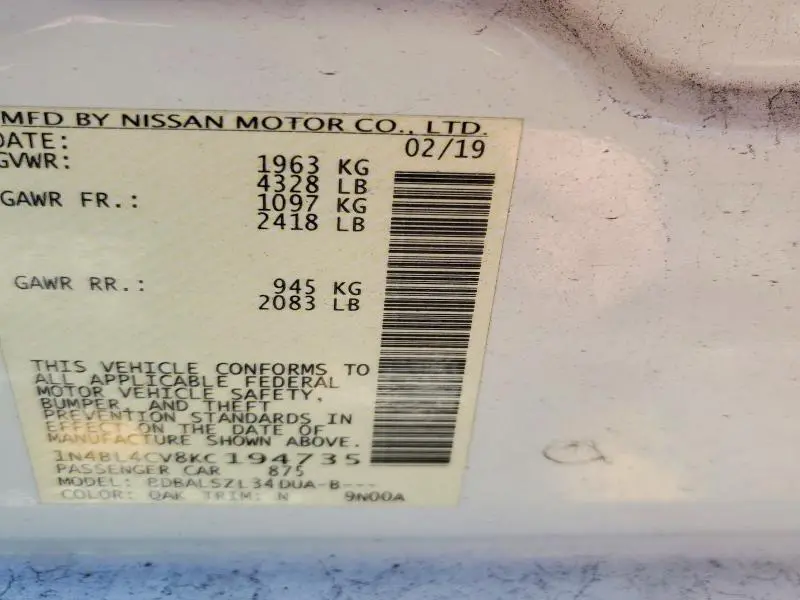 MFD BY NISSAN MOTOR CO., LTD.
DATE: 02/19
GVWR: 1963 KG
4328 LB
GAWR FR.: 1097 KG
2418 LB
GAWR RR.: 945 KG
2083 LB
THIS VEHICLE CONFORMS TO
ALL APPLICABLE FEDERAL
MOTOR VEHICLE SAFETY,
BUMPER, AND THEFT
PREVENTION STANDARDS IN
EFFECT ON THE DATE OF
MANUFACTURE SHOWN ABOVE.
1N4BL4CV8KC194735
PASSENGER CAR 875
MODEL: BDBALSZL34DUA-B---
COLOR: QAK TRIM: N 9N00A